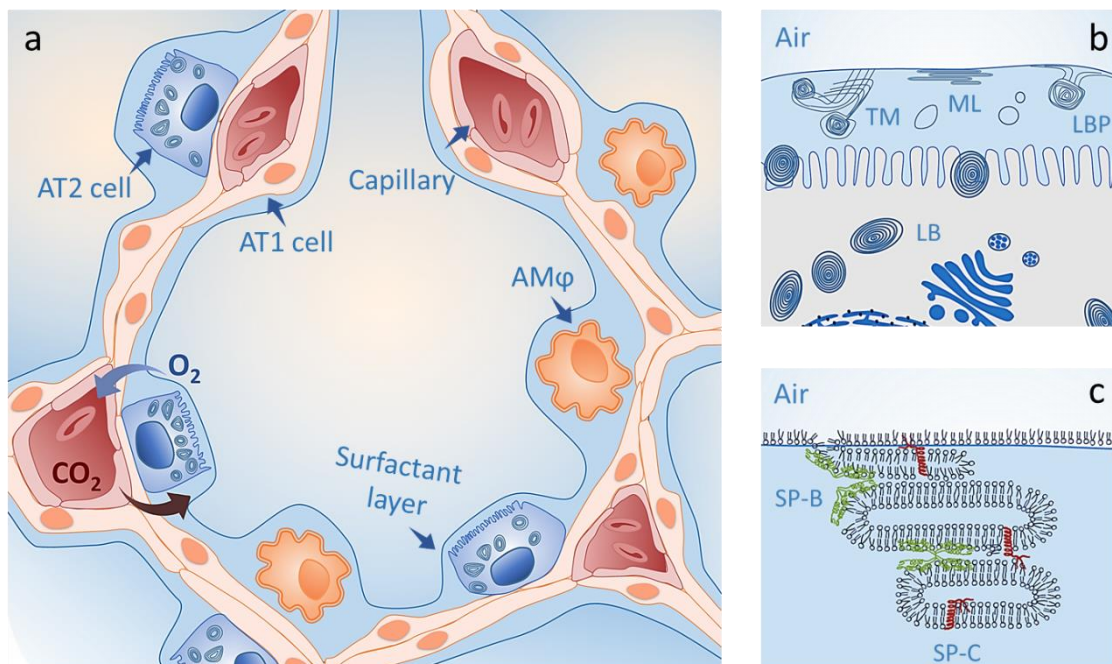 a
AT2 cell
AT1 cell
Capillary
AMφ
O₂
CO₂
Surfactant
layer
Air
b
TM
ML
LBP
LB
Air
c
SP-B
SP-C